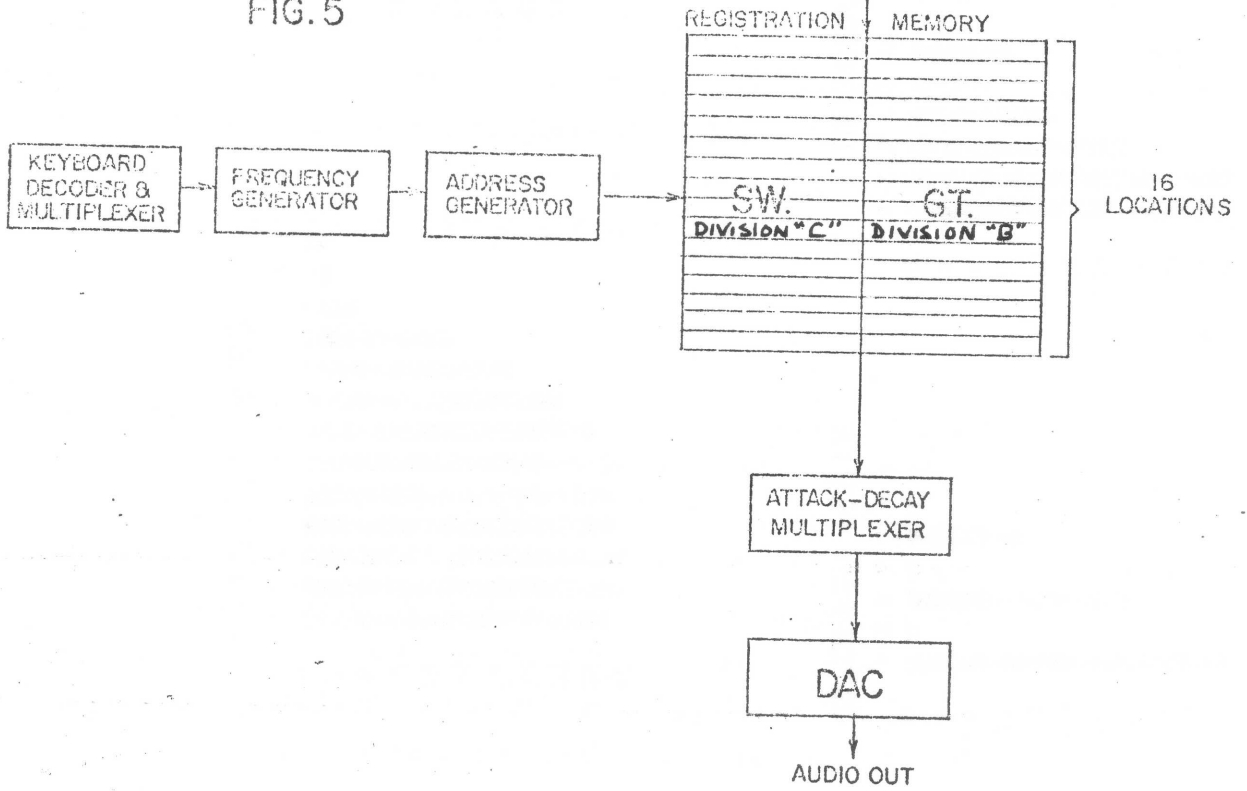 FIG. 5
REGISTRATION MEMORY
KEYBOARD
DECODER &
MULTIPLEXER
FREQUENCY
GENERATOR
ADDRESS
GENERATOR
SW.
DIVISION "C"
GT.
DIVISION "B"
16
LOCATIONS
ATTACK-DECAY
MULTIPLEXER
DAC
AUDIO OUT